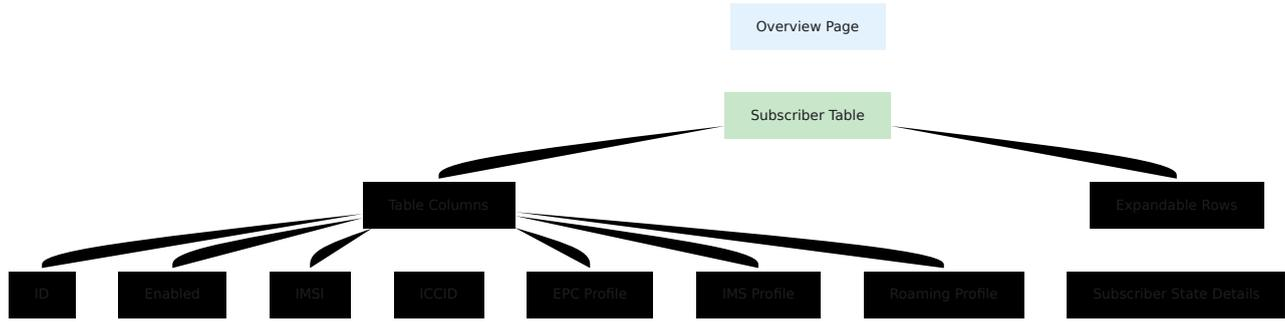 Overview Page
Subscriber Table
Table Columns
Expandable Rows
ID
Enabled
IMSI
ICCID
EPC Profile
IMS Profile
Roaming Profile
Subscriber State Details